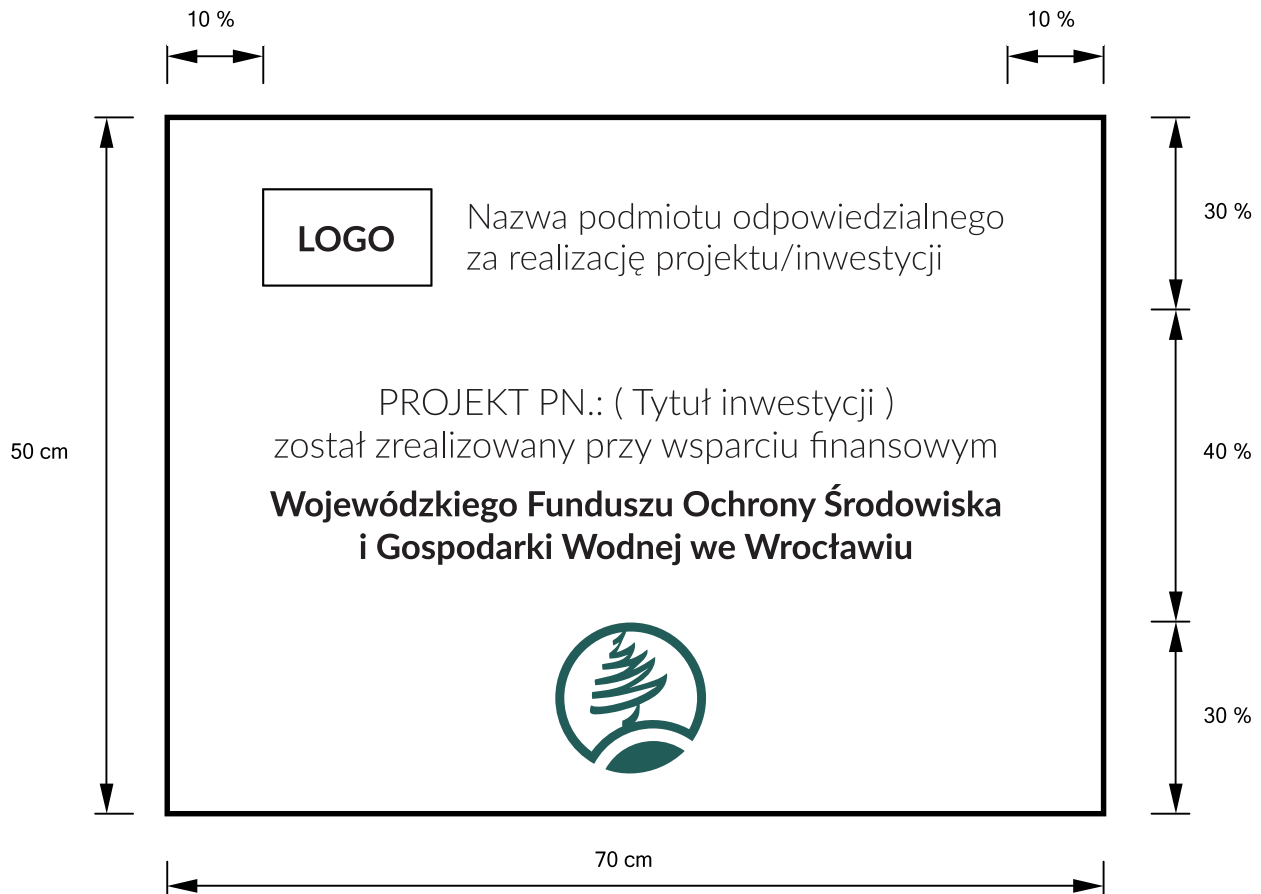 10 %
10 %
LOGO
Nazwa podmiotu odpowiedzialnego
za realizację projektu/inwestycji
30 %
PROJEKT PN.: ( Tytuł inwestycji )
został zrealizowany przy wsparciu finansowym
50 cm
40 %
Wojewódzkiego Funduszu Ochrony Środowiska
i Gospodarki Wodnej we Wrocławiu
30 %
70 cm